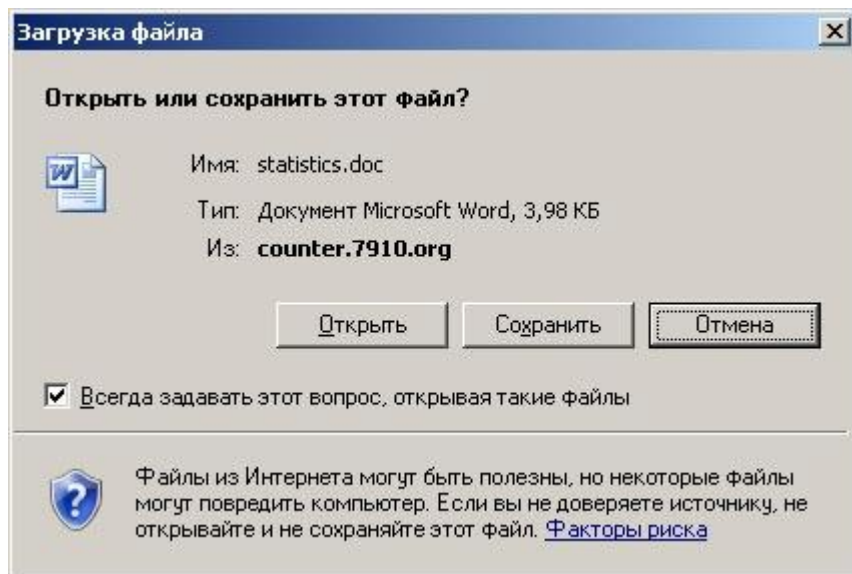 Загрузка файла
Открыть или сохранить этот файл?
Имя: statistics.doc
Тип: Документ Microsoft Word, 3,98 КБ
Из: counter.7910.org
Открыть Сохранить Отмена
Всегда задавать этот вопрос, открывая такие файлы
Файлы из Интернета могут быть полезны, но некоторые файлы
могут повредить компьютер. Если вы не доверяете источнику, не
открывайте и не сохраняйте этот файл. Факторы риска